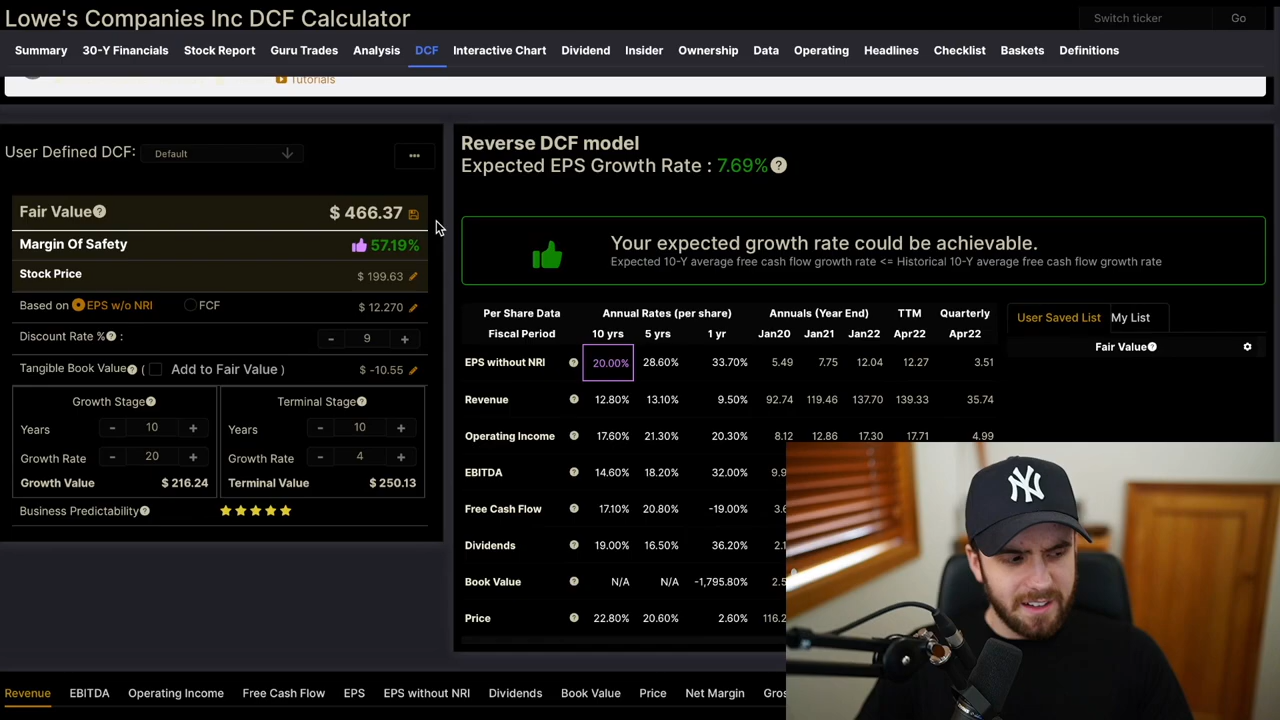 Lowe's Companies Inc DCF Calculator
Switch ticker Go
Summary 30-Y Financials Stock Report Guru Trades Analysis DCF Interactive Chart Dividend Insider Ownership Data Operating Headlines Checklist Baskets Definitions
Tutorials
User Defined DCF: Default ...
Fair Value ? $ 466.37
Margin Of Safety 57.19%
Stock Price $ 199.63
Based on EPS w/o NRI FCF $ 12.270
Discount Rate % ? : - 9 +
Tangible Book Value ? ( Add to Fair Value ) $ -10.55
Growth Stage ? Terminal Stage ?
Years - 10 + Years - 10 +
Growth Rate - 20 + Growth Rate - 4 +
Growth Value $ 216.24 Terminal Value $ 250.13
Business Predictability ?
Reverse DCF model
Expected EPS Growth Rate : 7.69% ?
Your expected growth rate could be achievable.
Expected 10-Y average free cash flow growth rate <= Historical 10-Y average free cash flow growth rate
Per Share Data Annual Rates (per share) Annuals (Year End) TTM Quarterly
Fiscal Period 10 yrs 5 yrs 1 yr Jan20 Jan21 Jan22 Apr22 Apr22
EPS without NRI ? 20.00% 28.60% 33.70% 5.49 7.75 12.04 12.27 3.51
Revenue ? 12.80% 13.10% 9.50% 92.74 119.46 137.70 139.33 35.74
Operating Income ? 17.60% 21.30% 20.30% 8.12 12.86 17.30 17.71 4.99
EBITDA ? 14.60% 18.20% 32.00% 9.9
Free Cash Flow ? 17.10% 20.80% -19.00% 3.6
Dividends ? 19.00% 16.50% 36.20% 2.1
Book Value ? N/A N/A -1,795.80% 2.5
Price ? 22.80% 20.60% 2.60% 116.2
User Saved List My List
Fair Value ?
NY
Revenue EBITDA Operating Income Free Cash Flow EPS EPS without NRI Dividends Book Value Price Net Margin Gros